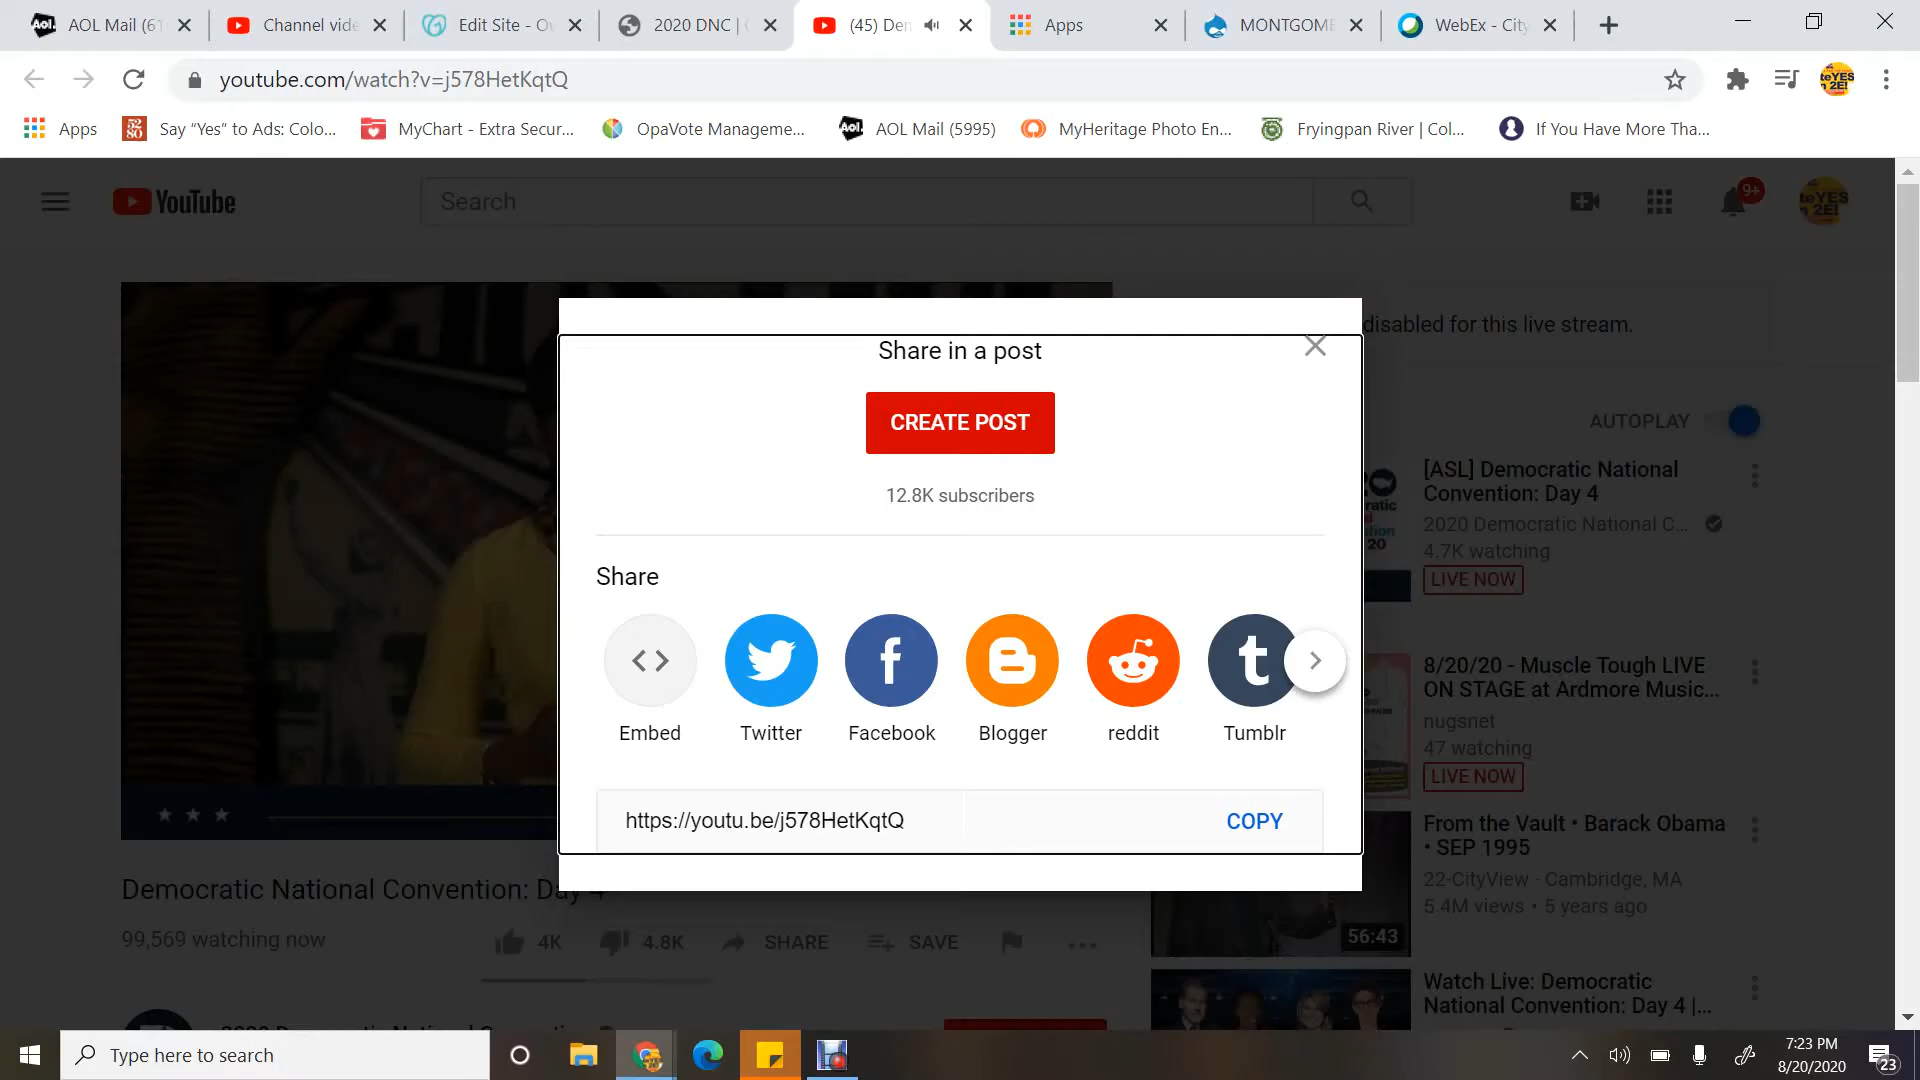 AOL Mail (61
Channel vide
Edit Site - Ov
2020 DNC | C
(45) Dem
Apps
MONTGOME
WebEx - City
youtube.com/watch?v=j578HetKqtQ
Apps
Say “Yes” to Ads: Colo...
MyChart - Extra Secur...
OpaVote Manageme...
AOL Mail (5995)
MyHeritage Photo En...
Fryingpan River | Col...
If You Have More Tha...
YouTube
Search
9+
teYES
n 2E!
disabled for this live stream.
Share in a post
CREATE POST
12.8K subscribers
Share
Embed
Twitter
Facebook
Blogger
reddit
Tumblr
https://youtu.be/j578HetKqtQ
COPY
AUTOPLAY
[ASL] Democratic National
Convention: Day 4
2020 Democratic National C...
4.7K watching
LIVE NOW
8/20/20 - Muscle Tough LIVE
ON STAGE at Ardmore Music...
nugsnet
47 watching
LIVE NOW
From the Vault • Barack Obama
• SEP 1995
22-CityView - Cambridge, MA
5.4M views • 5 years ago
56:43
Watch Live: Democratic
National Convention: Day 4 |...
Democratic National Convention: Day 4
99,569 watching now
4K
4.8K
SHARE
SAVE
Type here to search
7:23 PM
8/20/2020
23